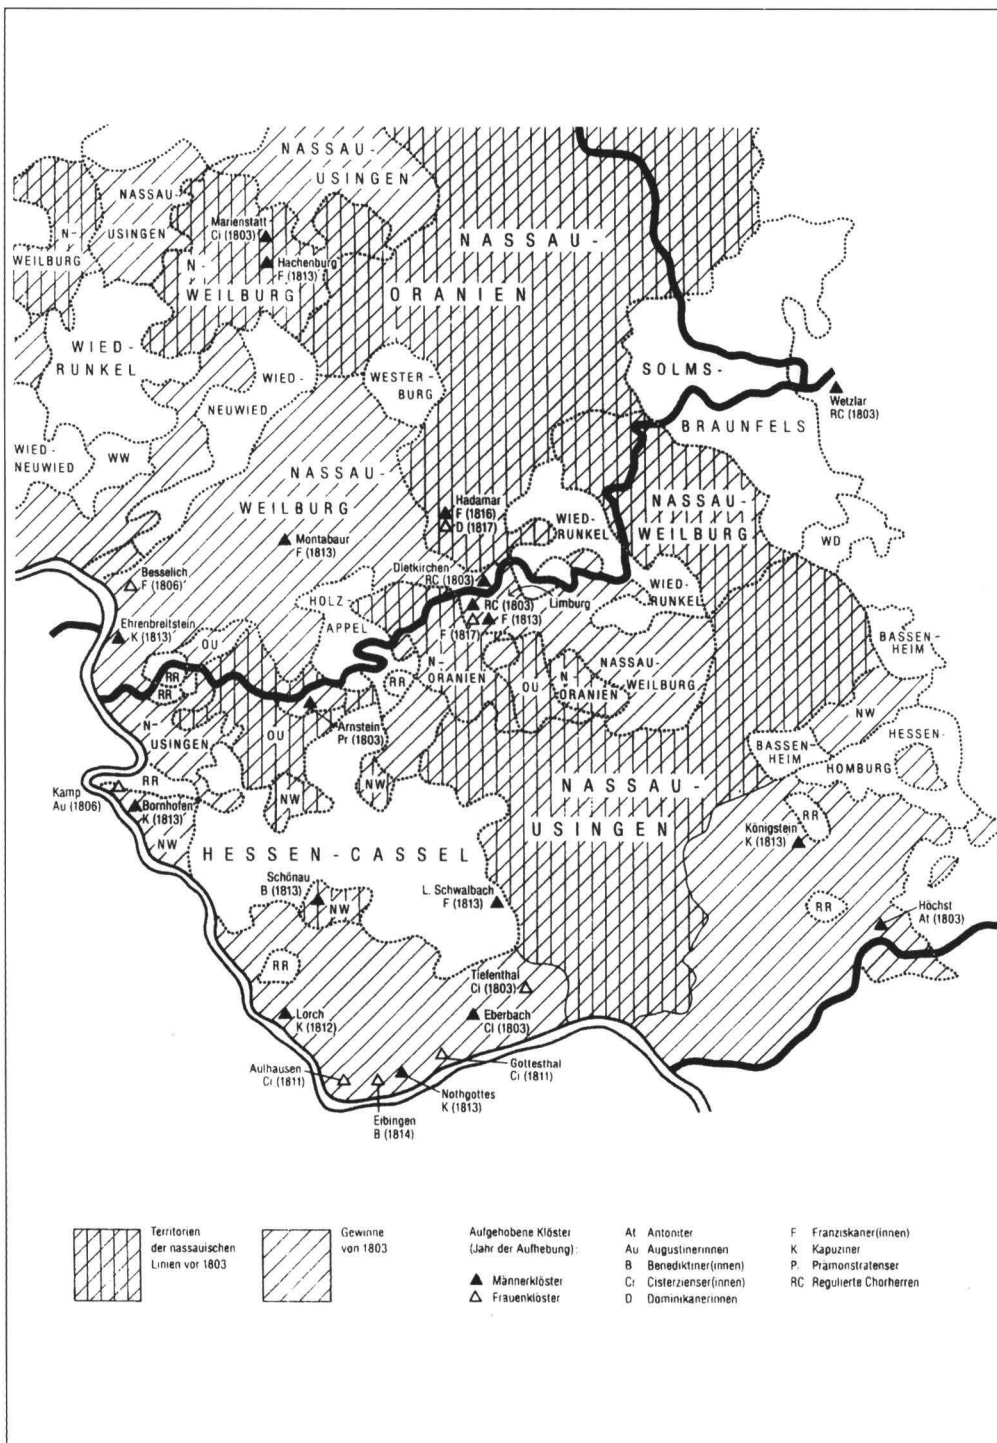 NASSAU-
USINGEN
NASSAU-
USINGEN
N-
WEILBURG
Marienstatt
Ci (1803)
Hachenburg
F (1813)
N-
WEILBURG
NASSAU-
ORANIEN
WIED-
RUNKEL
WIED-
NEUWIED
WESTER-
BURG
SOLMS-
BRAUNFELS
Wetzlar
RC (1803)
WIED-
NEUWIED
WW
NASSAU-
WEILBURG
Montabaur
F (1813)
Hadamar
F (1816)
D (1817)
WIED-
RUNKEL
NASSAU-
WEILBURG
WD
Besselich
F (1806)
Dietkirchen
RC (1803)
RC (1803)
F (1813)
F (1817)
Limburg
WIED-
RUNKEL
HOLZ-
APPEL
Ehrenbreitstein
K (1813)
OU
RR
RR
RR
N-
ORANIEN
OU
N-
ORANIEN
NASSAU-
WEILBURG
BASSEN-
HEIM
NW
N-
USINGEN
OU
Arnstein
Pr (1803)
BASSEN-
HEIM
HESSEN-
HOMBURG
Kamp
Au (1806)
RR
Bornhofen
K (1813)
NW
NW
NW
NASSAU-
USINGEN
RR
Königstein
K (1813)
HESSEN-CASSEL
Schönau
B (1813)
NW
L. Schwalbach
F (1813)
RR
Höchst
At (1803)
RR
Tiefenthal
Ci (1803)
Lorch
K (1812)
Eberbach
CI (1803)
Gottesthal
Ci (1811)
Aulhausen
Ci (1811)
Nothgottes
K (1813)
Eibingen
B (1814)
Territorien
der nassauischen
Linien vor 1803
Gewinne
von 1803
Aufgehobene Klöster
(Jahr der Aufhebung):
Männerklöster
Frauenklöster
At Antoniter
Au Augustinerinnen
B Benediktiner(innen)
Ci Cisterzienser(innen)
D Dominikanerinnen
F Franziskaner(innen)
K Kapuziner
P. Prämonstratenser
RC Regulierte Chorherren